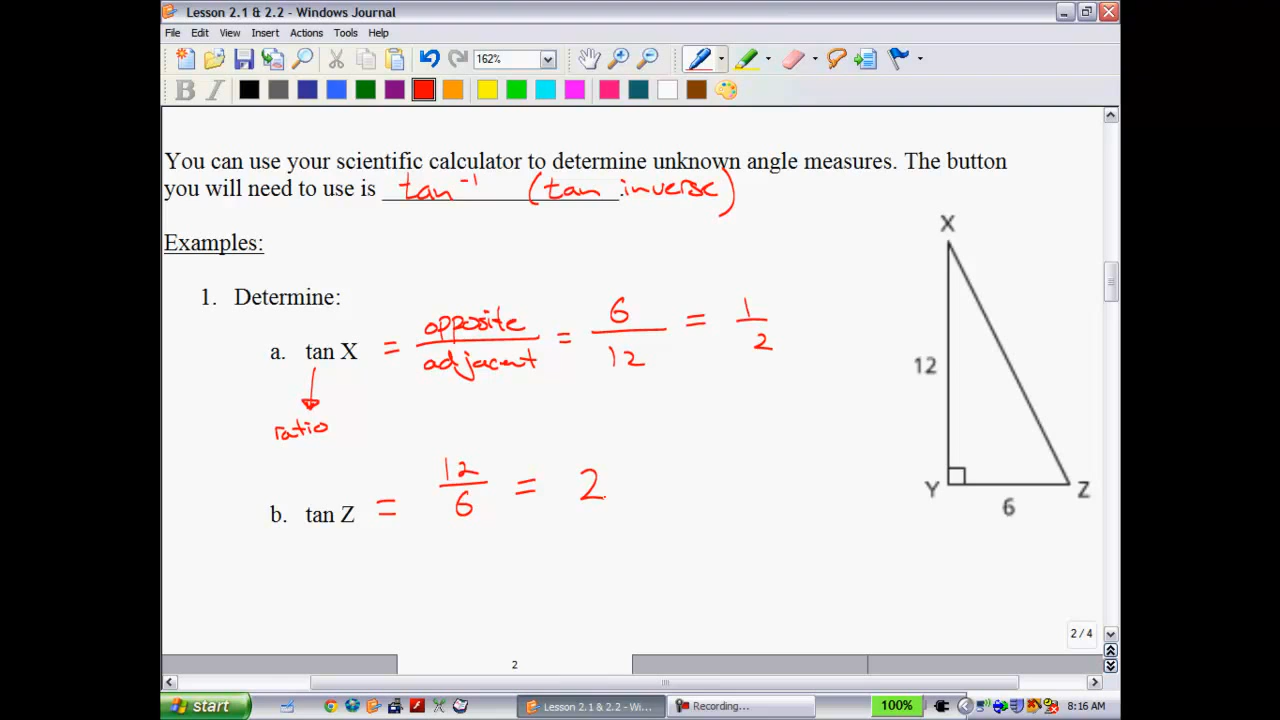 Lesson 2.1 & 2.2 - Windows Journal
File Edit View Insert Actions Tools Help
162%
B I
You can use your scientific calculator to determine unknown angle measures. The button
you will need to use is tan⁻¹ (tan inverse)
Examples:
1. Determine:
a. tan X = opposite/adjacent = 6/12 = 1/2
ratio
b. tan Z = 12/6 = 2
X
12
Y
Z
6
2 / 4
2
start
Lesson 2.1 & 2.2 - Wi...
Recording...
100%
8:16 AM